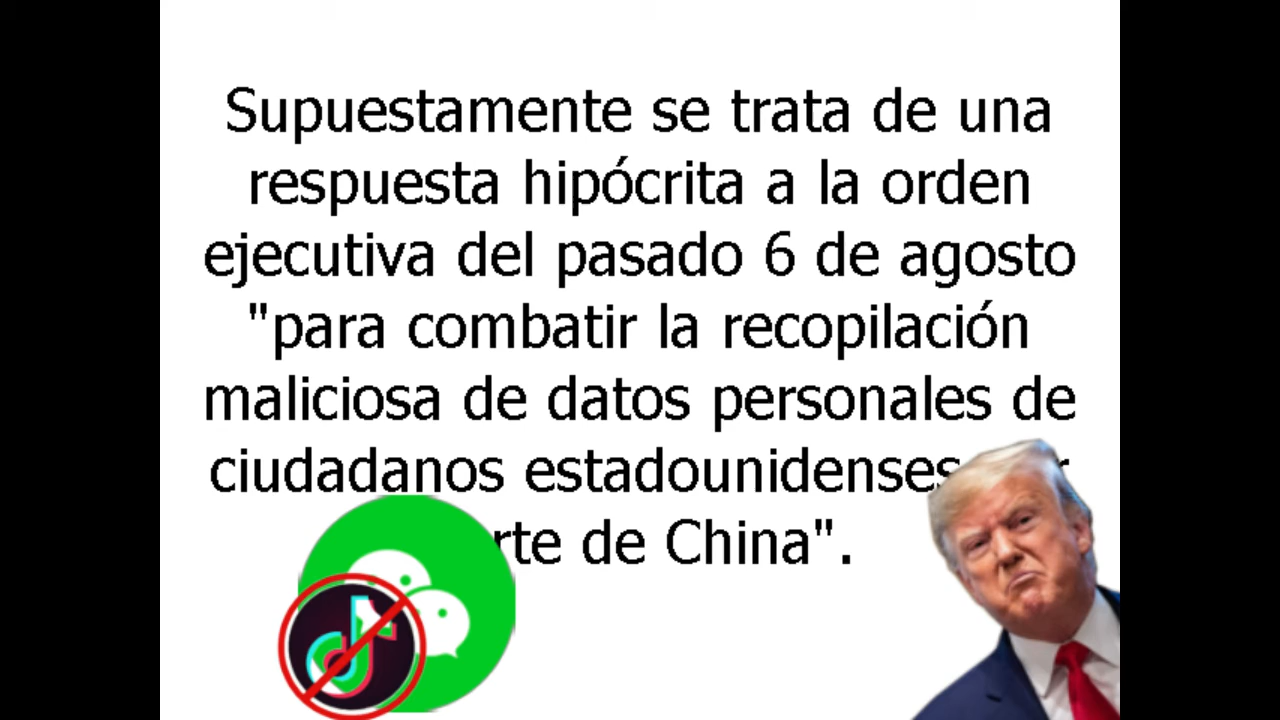 Supuestamente se trata de una
respuesta hipócrita a la orden
ejecutiva del pasado 6 de agosto
"para combatir la recopilación
maliciosa de datos personales de
ciudadanos estadounidenses
de China".